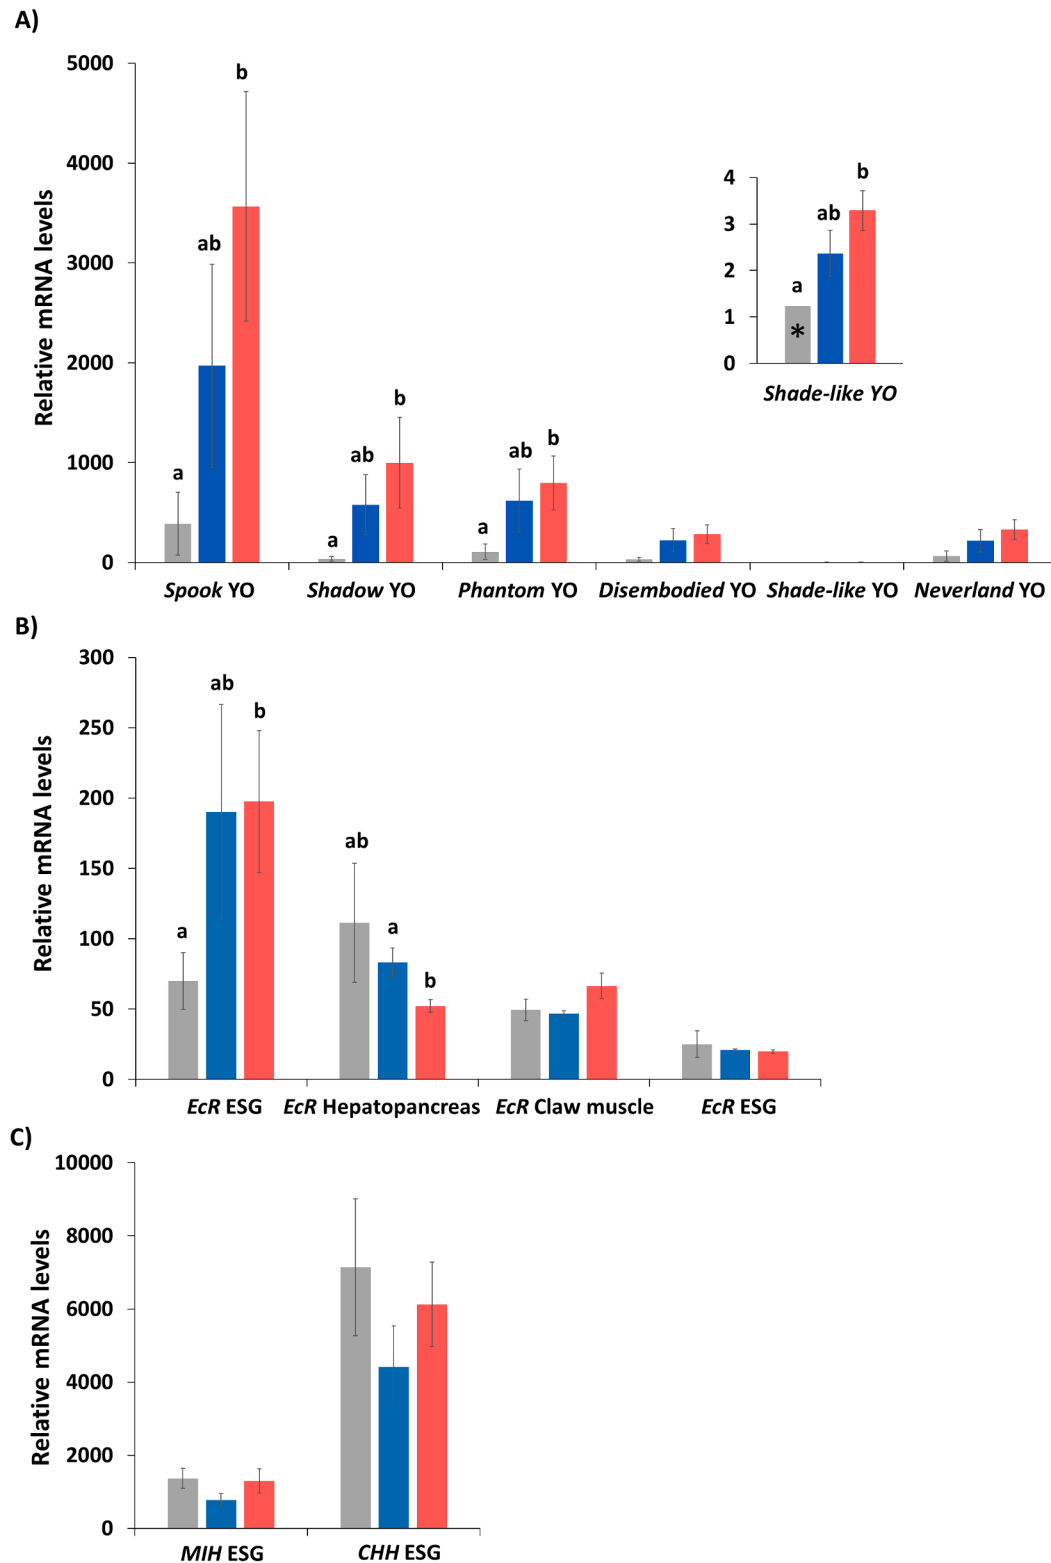 A)
Relative mRNA levels
5000
4000
3000
2000
1000
0
a
ab
b
a
ab
b
a
ab
b
4
3
2
1
0
a
*
ab
b
Shade-like YO
Spook YO
Shadow YO
Phantom YO
Disembodied YO
Shade-like YO
Neverland YO
B)
Relative mRNA levels
300
250
200
150
100
50
0
a
ab
b
ab
a
b
EcR ESG
EcR Hepatopancreas
EcR Claw muscle
EcR ESG
C)
Relative mRNA levels
10000
8000
6000
4000
2000
0
MIH ESG
CHH ESG